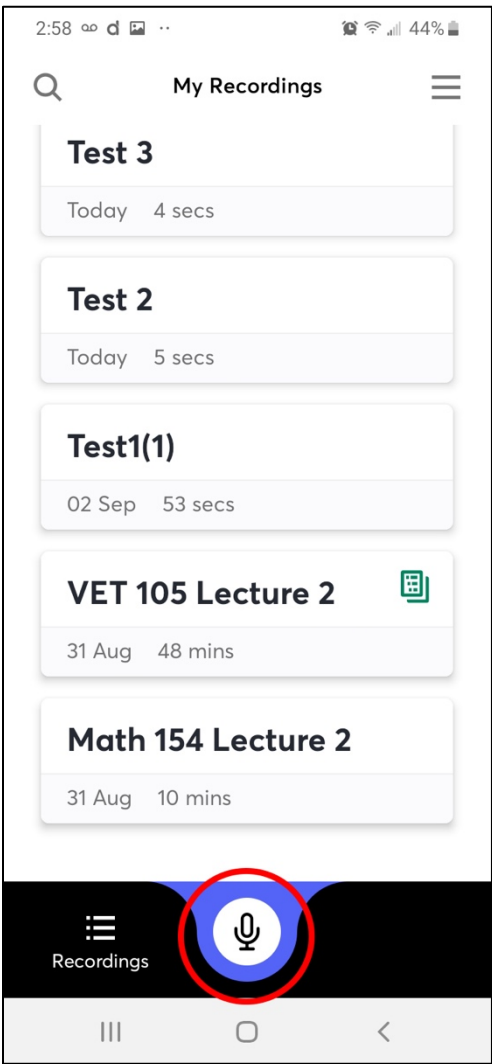 2:58 44%
My Recordings
Test 3
Today 4 secs
Test 2
Today 5 secs
Test1(1)
02 Sep 53 secs
VET 105 Lecture 2
31 Aug 48 mins
Math 154 Lecture 2
31 Aug 10 mins
Recordings